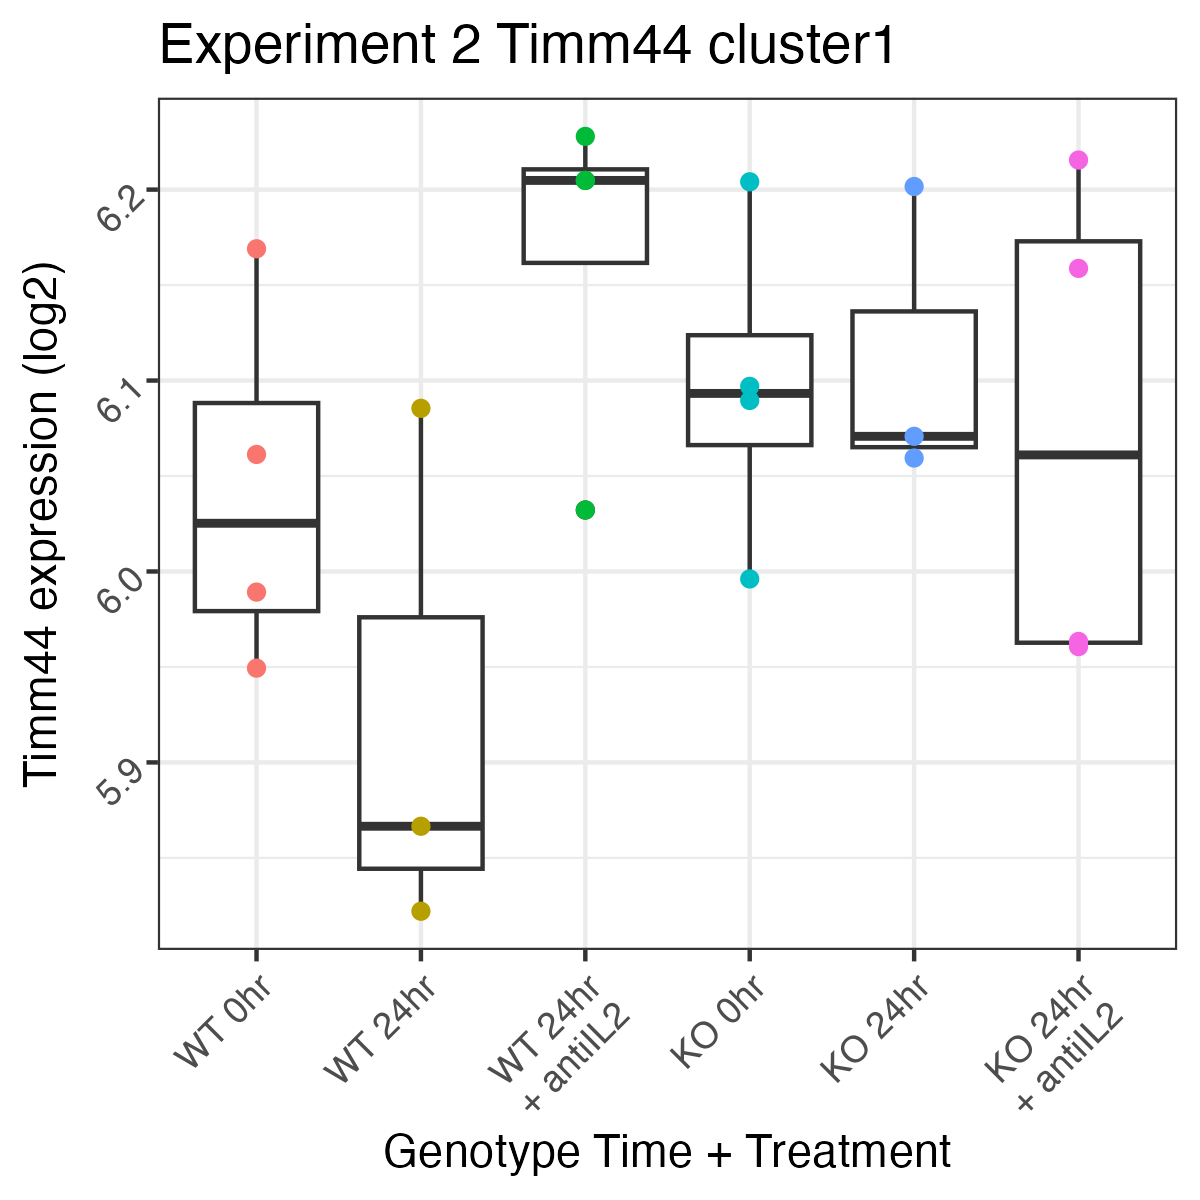 Experiment 2 Timm44 cluster1
Timm44 expression (log2)
6.2
6.1
6.0
5.9
WT 0hr
WT 24hr
WT 24hr
+ antiIL2
KO 0hr
KO 24hr
KO 24hr
+ antiIL2
Genotype Time + Treatment